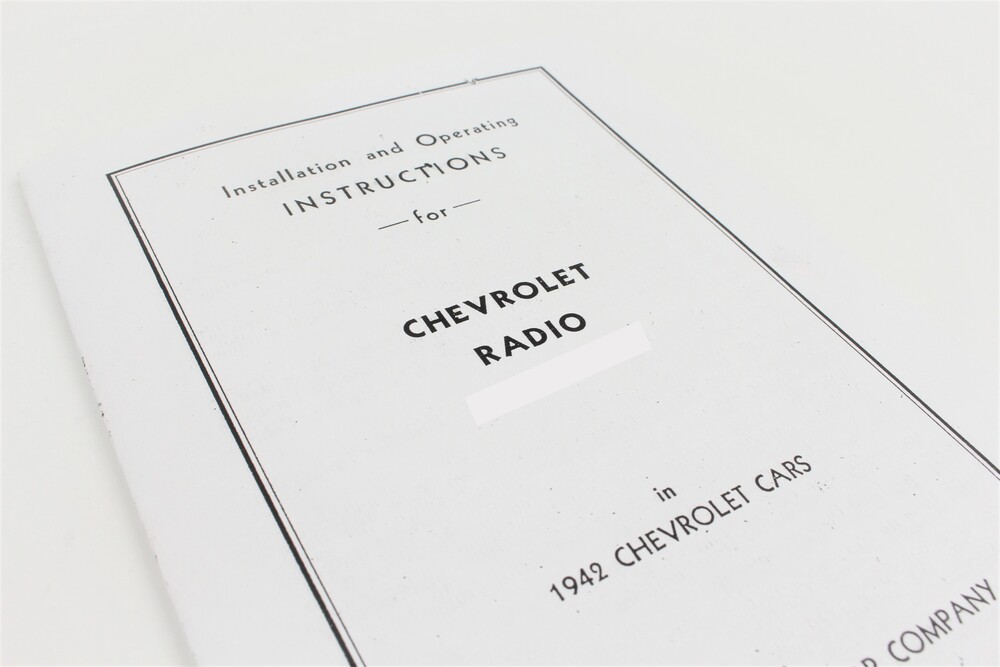 Installation and Operating
INSTRUCTIONS
— for —
CHEVROLET
RADIO
in
1942 CHEVROLET CARS
COMPANY